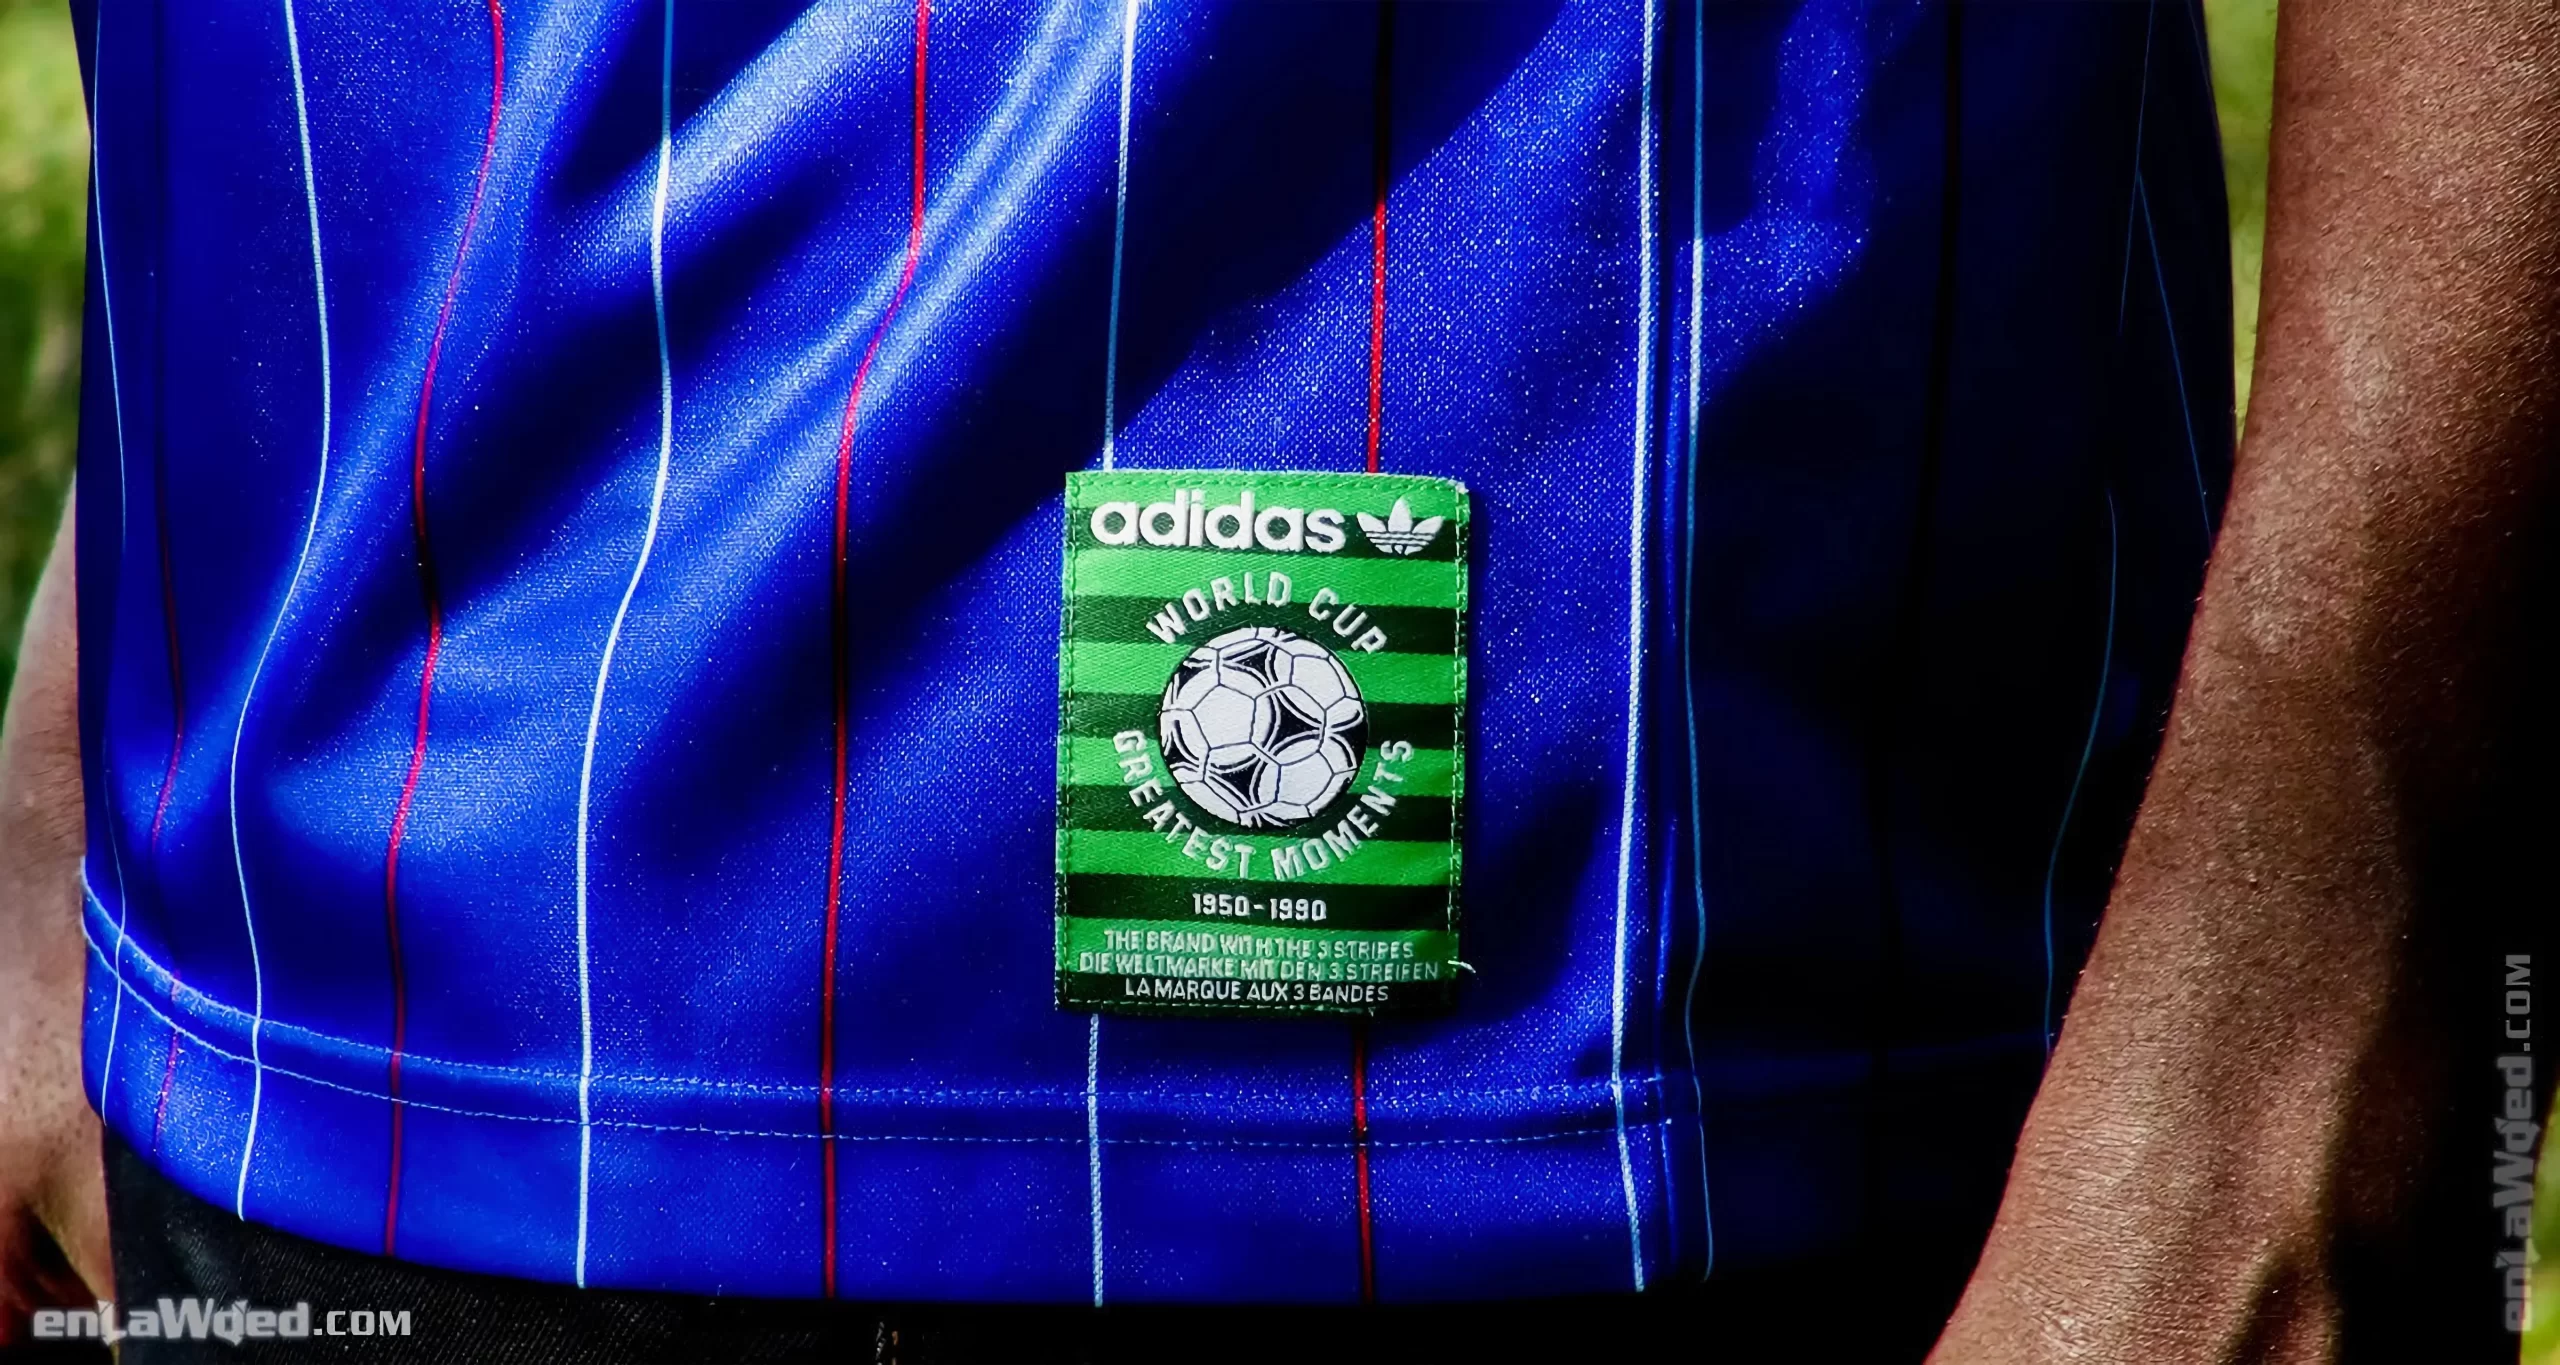 adidas
WORLD CUP
GREATEST MOMENTS
1950-1990
THE BRAND WITH THE 3 STRIPES
DIE WELTMARKE MIT DEN 3 STREIFEN
LA MARQUE AUX 3 BANDES
enLaWded.COM
enLaWded.COM